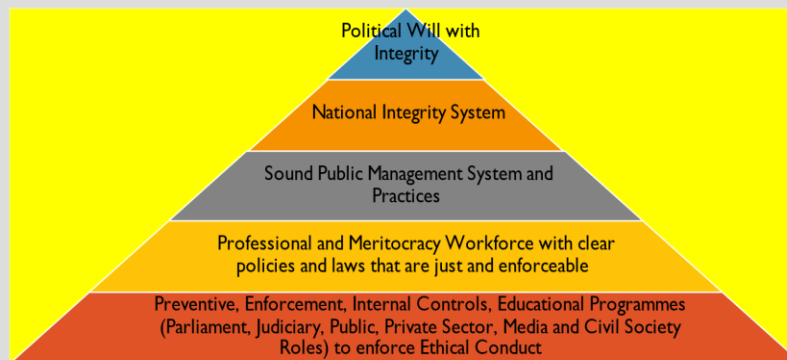 Political Will with
Integrity
National Integrity System
Sound Public Management System and
Practices
Professional and Meritocracy Workforce with clear
policies and laws that are just and enforceable
Preventive, Enforcement, Internal Controls, Educational Programmes
(Parliament, Judiciary, Public, Private Sector, Media and Civil Society
Roles) to enforce Ethical Conduct